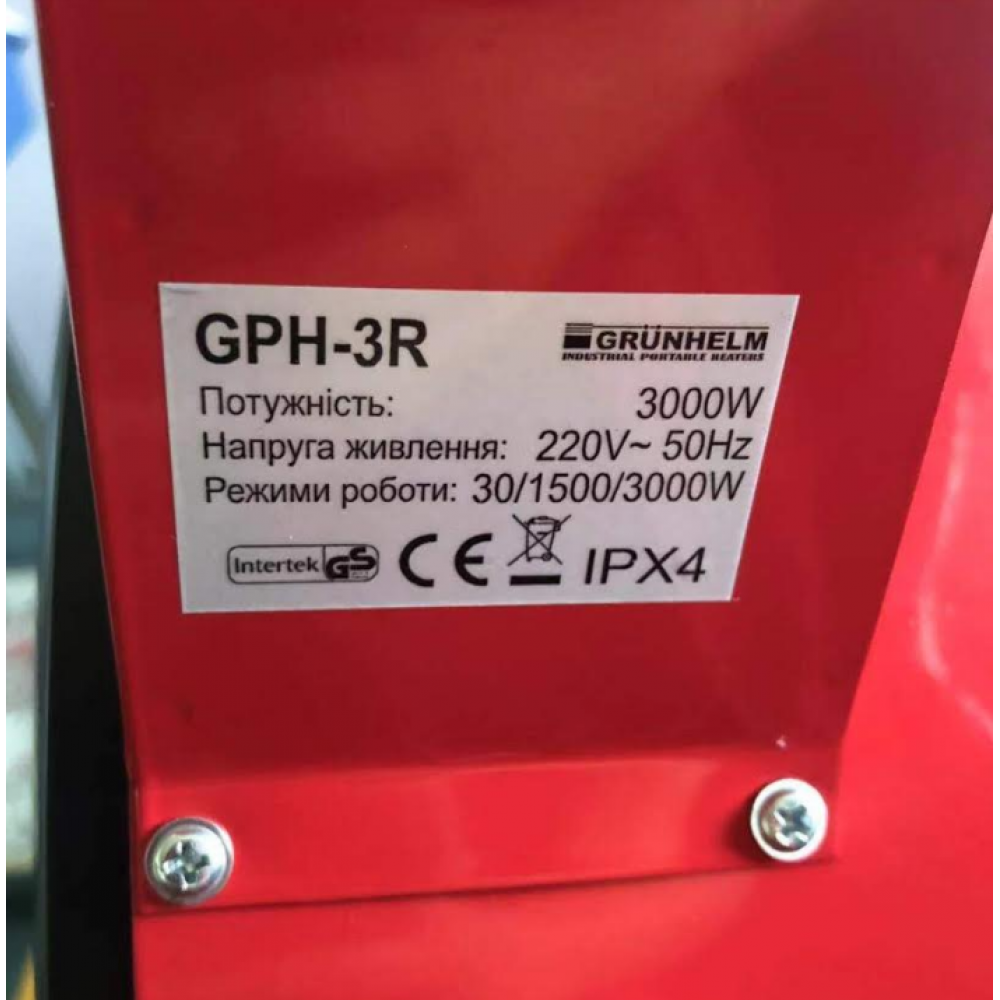 GPH-3R
GRÜNHELM
INDUSTRIAL PORTABLE HEATERS
Потужність: 3000W
Напруга живлення: 220V~ 50Hz
Режими роботи: 30/1500/3000W
Intertek GS CE IPX4